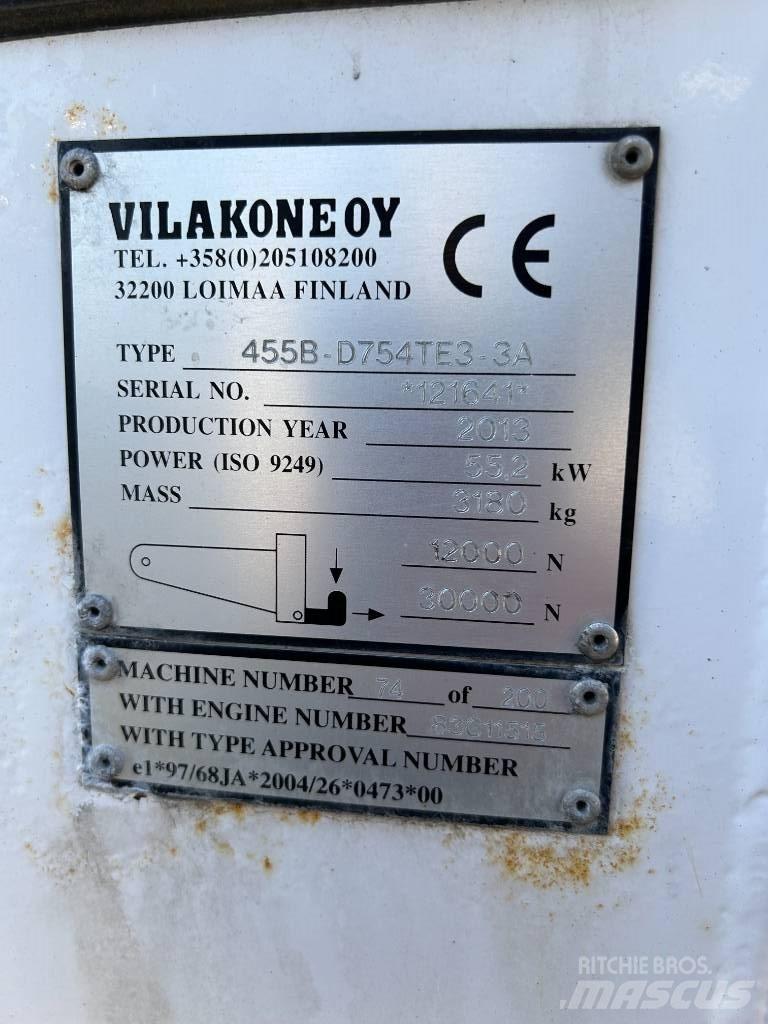 VILAKONE OY
TEL. +358(0)205108200
32200 LOIMAA FINLAND
CE
TYPE 455B-D754TE3-3A
SERIAL NO. *121641*
PRODUCTION YEAR 2013
POWER (ISO 9249) 55,2 kW
MASS 3180 kg
12000 N
30000 N
MACHINE NUMBER 74 of 200
WITH ENGINE NUMBER 83C11515
WITH TYPE APPROVAL NUMBER
e1*97/68JA*2004/26*0473*00
RITCHIE BROS.
MASCUS